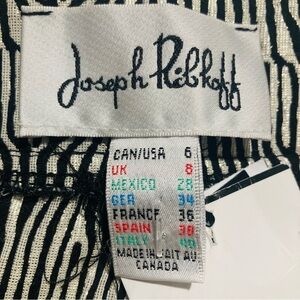 Joseph Ribkoff
CAN/USA 6
UK 8
MEXICO 28
GER 34
FRANCE 36
SPAIN 38
ITALY 40
MADE IN/FAIT AU
CANADA